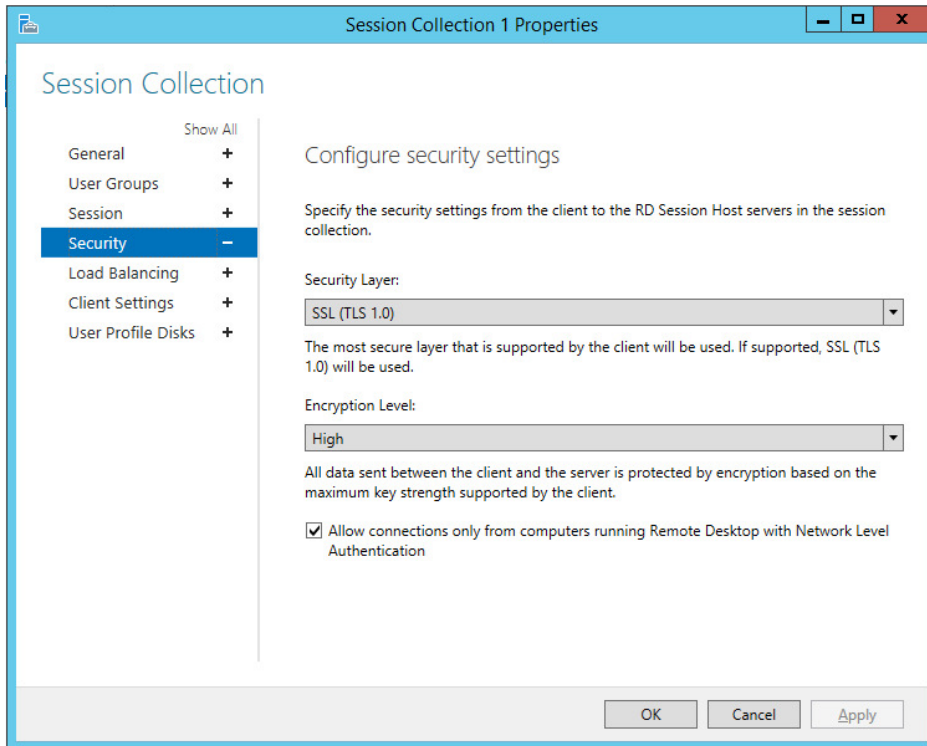 Session Collection 1 Properties
Session Collection
Show All
General
User Groups
Session
Security
Load Balancing
Client Settings
User Profile Disks
Configure security settings
Specify the security settings from the client to the RD Session Host servers in the session
collection.
Security Layer:
SSL (TLS 1.0)
The most secure layer that is supported by the client will be used. If supported, SSL (TLS
1.0) will be used.
Encryption Level:
High
All data sent between the client and the server is protected by encryption based on the
maximum key strength supported by the client.
Allow connections only from computers running Remote Desktop with Network Level
Authentication
OK
Cancel
Apply